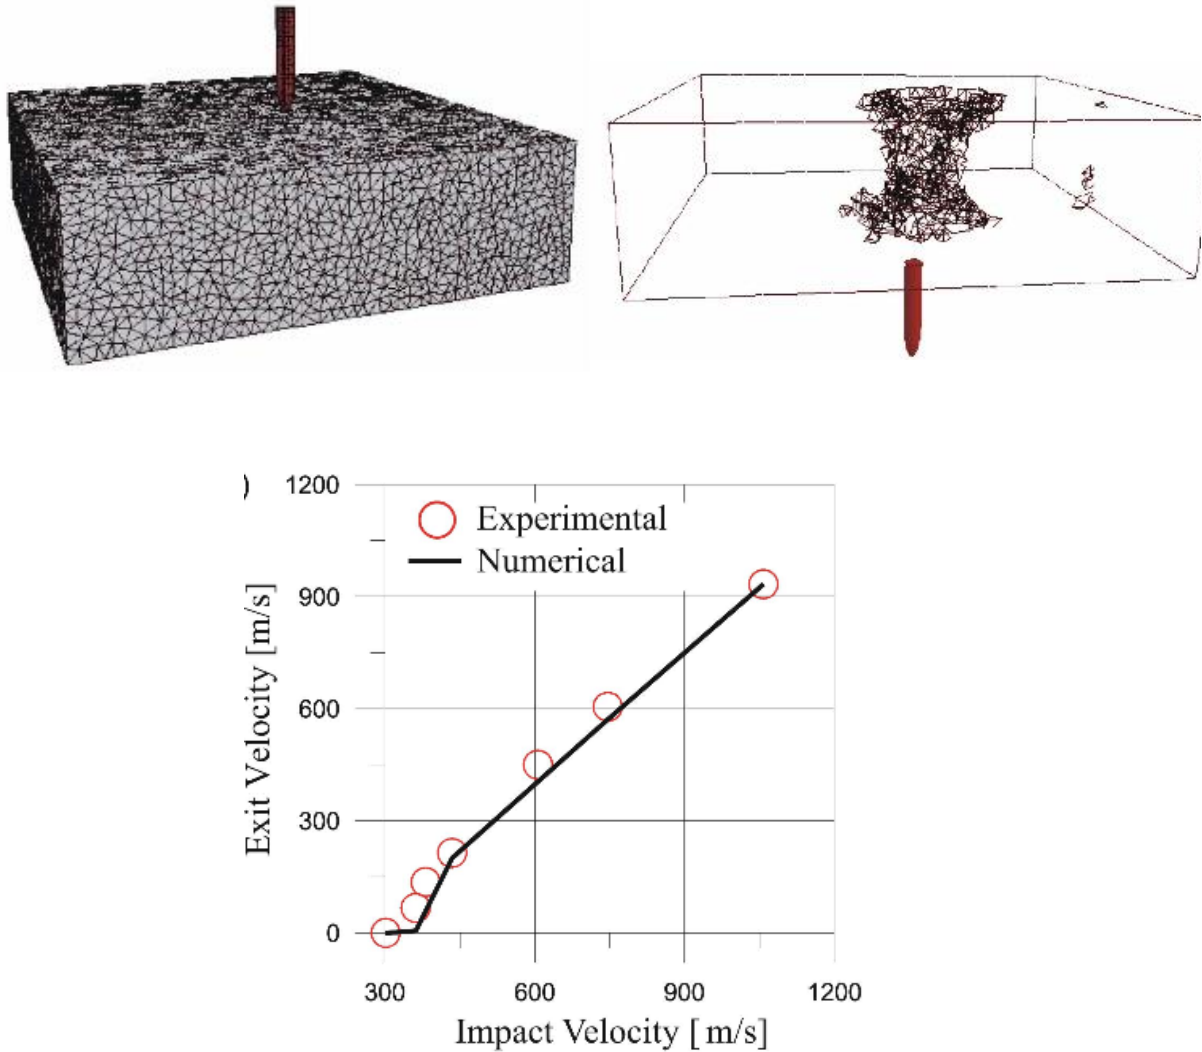 )
1200
Experimental
Numerical
900
600
300
0
Exit Velocity [m/s]
300 600 900 1200
Impact Velocity [ m/s]